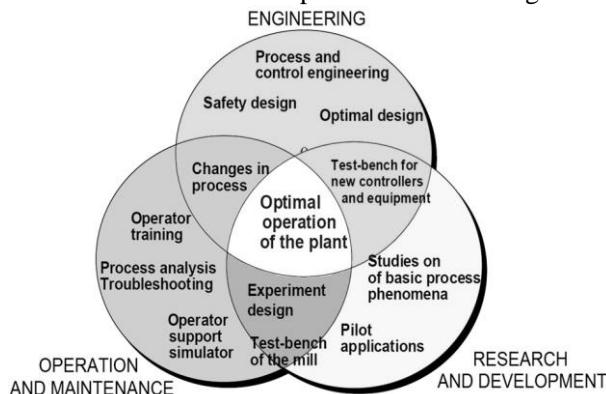 ENGINEERING
Process and
control engineering
Safety design
Optimal design
Changes in
process
Test-bench for
new controllers
and equipment
Optimal
operation
of the plant
Operator
training
Process analysis
Troubleshooting
Studies on
of basic process
phenomena
Experiment
design
Operator
support
simulator
Test-bench
of the mill
Pilot
applications
OPERATION
AND MAINTENANCE
RESEARCH
AND DEVELOPMENT